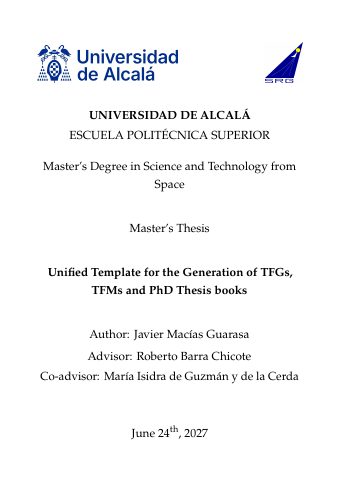 Universidad
de Alcalá
SRG
UNIVERSIDAD DE ALCALÁ
ESCUELA POLITÉCNICA SUPERIOR
Master's Degree in Science and Technology from
Space
Master's Thesis
Unified Template for the Generation of TFGs,
TFMs and PhD Thesis books
Author: Javier Macías Guarasa
Advisor: Roberto Barra Chicote
Co-advisor: María Isidra de Guzmán y de la Cerda
June 24th, 2027